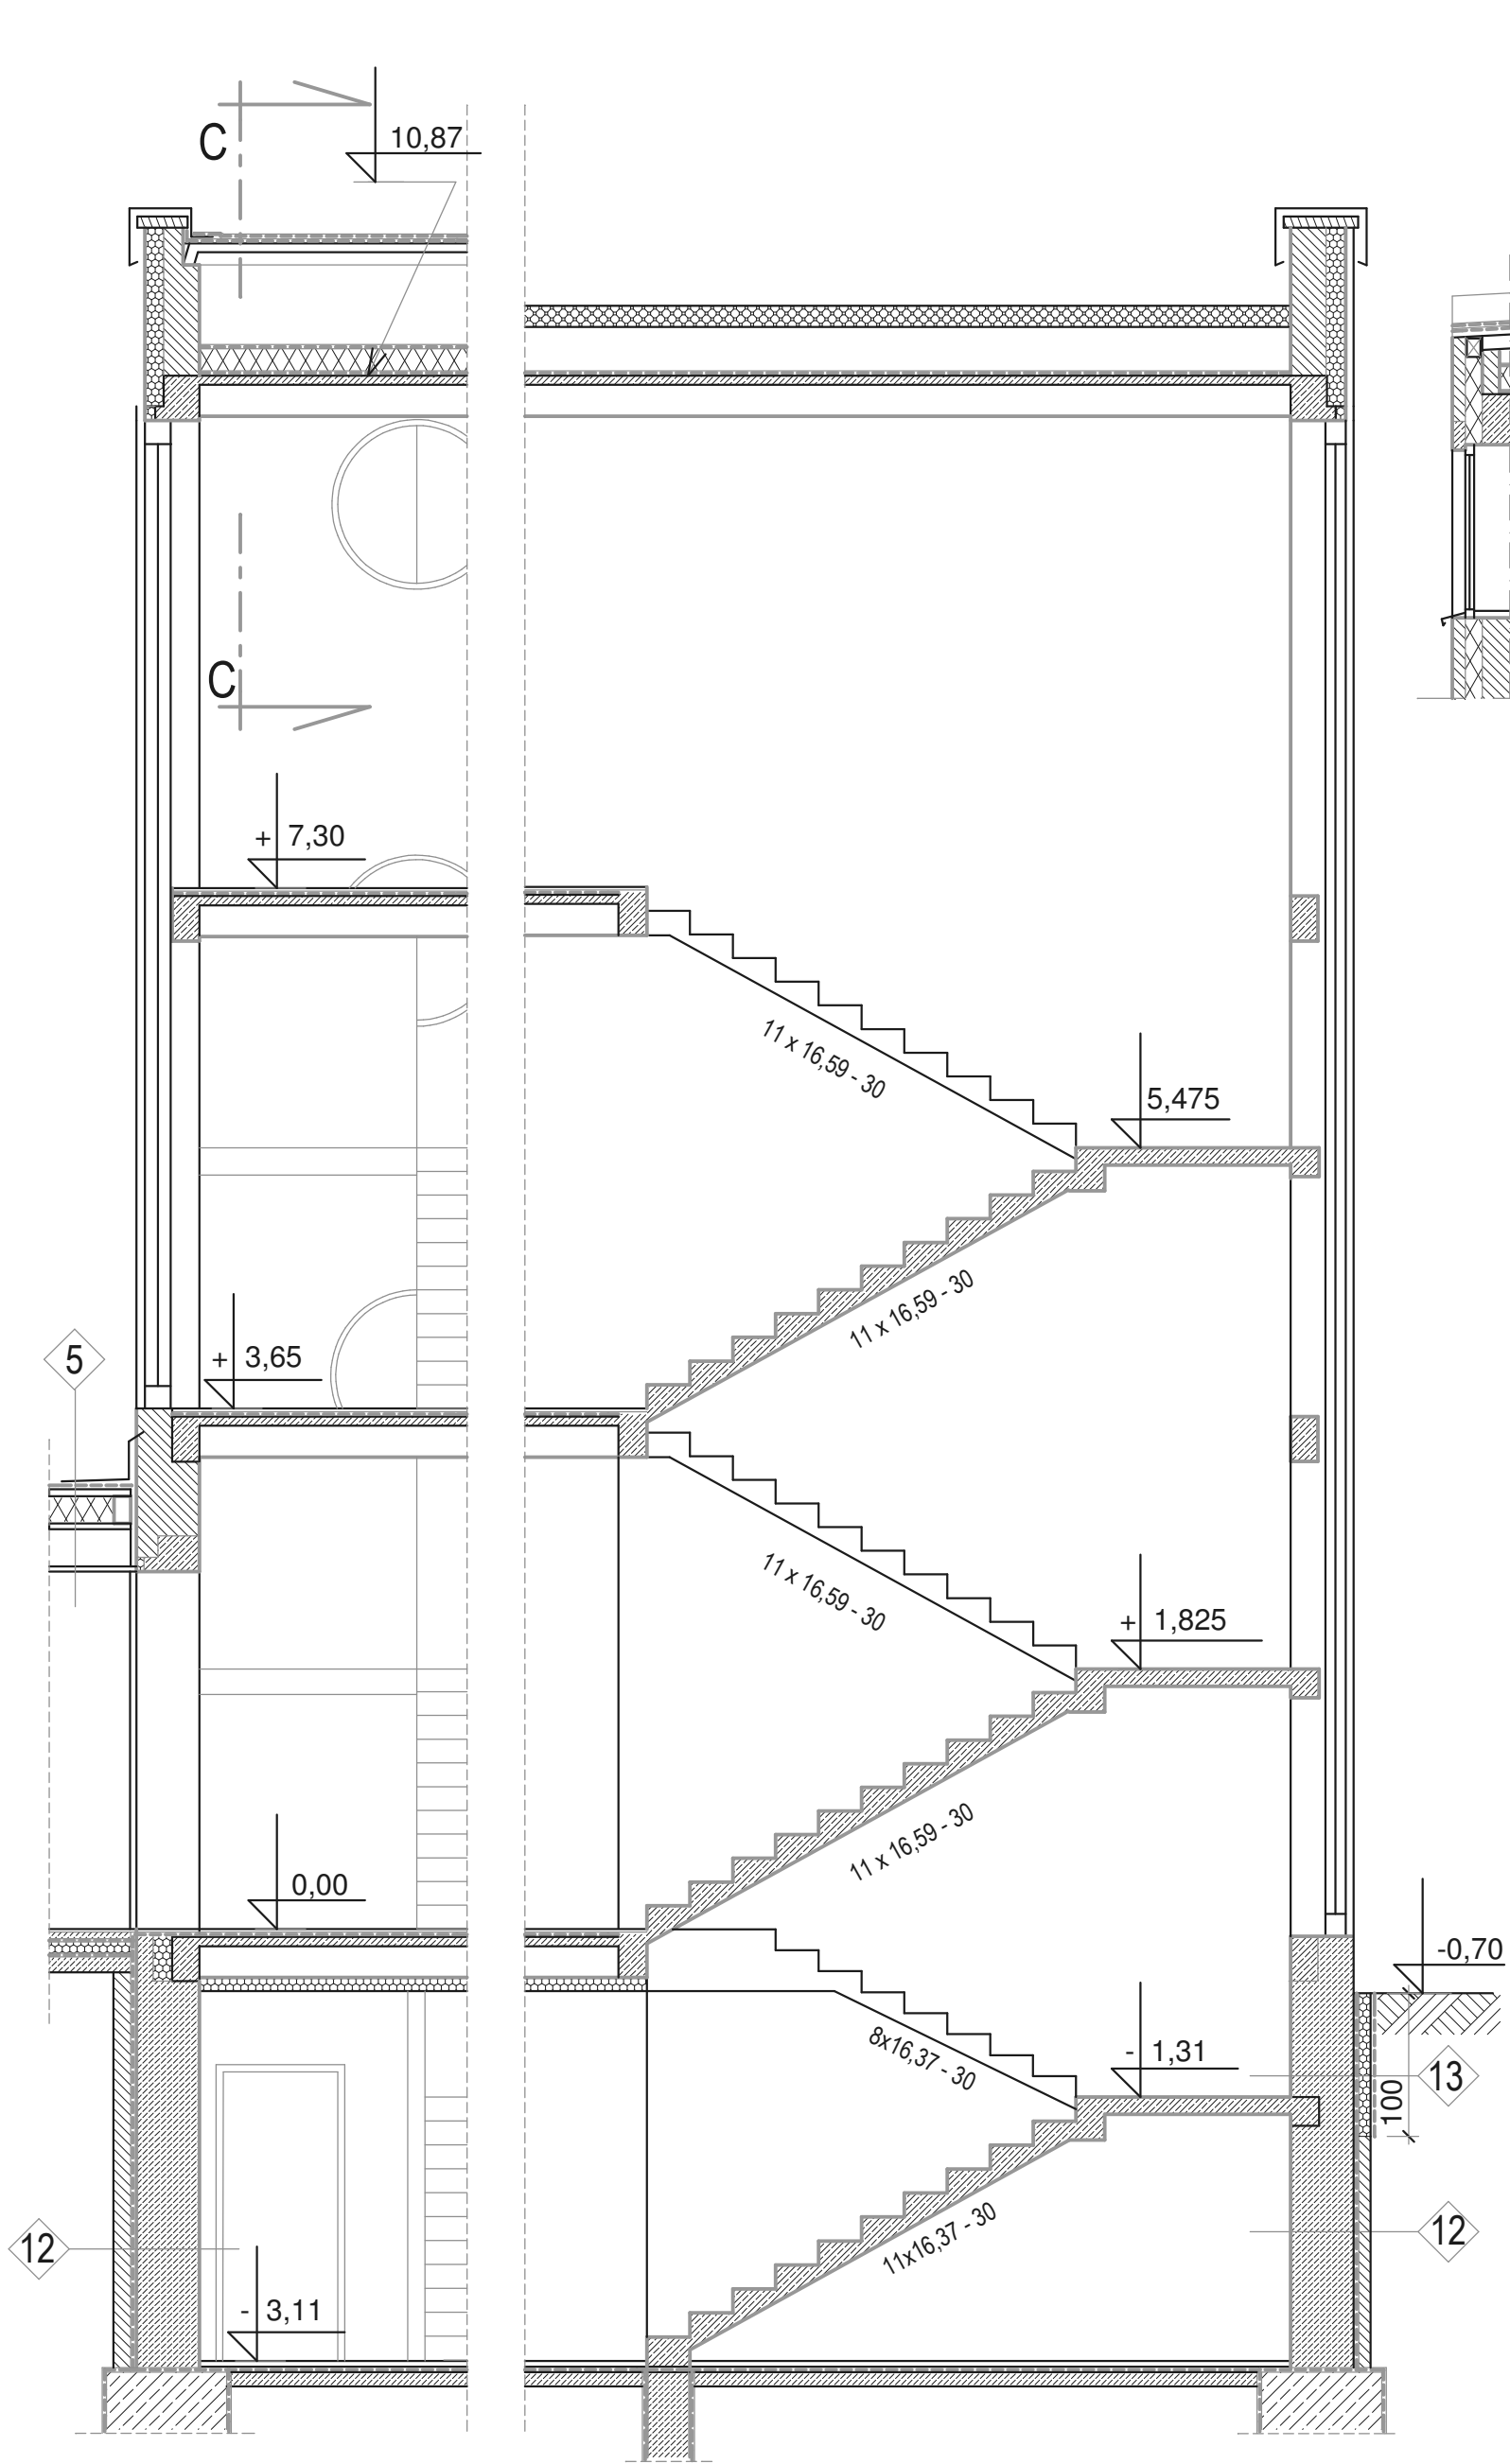 C
10,87
C
+ 7,30
11 x 16,59 - 30
5,475
11 x 16,59 - 30
5
+ 3,65
11 x 16,59 - 30
+ 1,825
11 x 16,59 - 30
0,00
-0,70
8x16,37 - 30
- 1,31
13
100
11x16,37 - 30
12
12
- 3,11